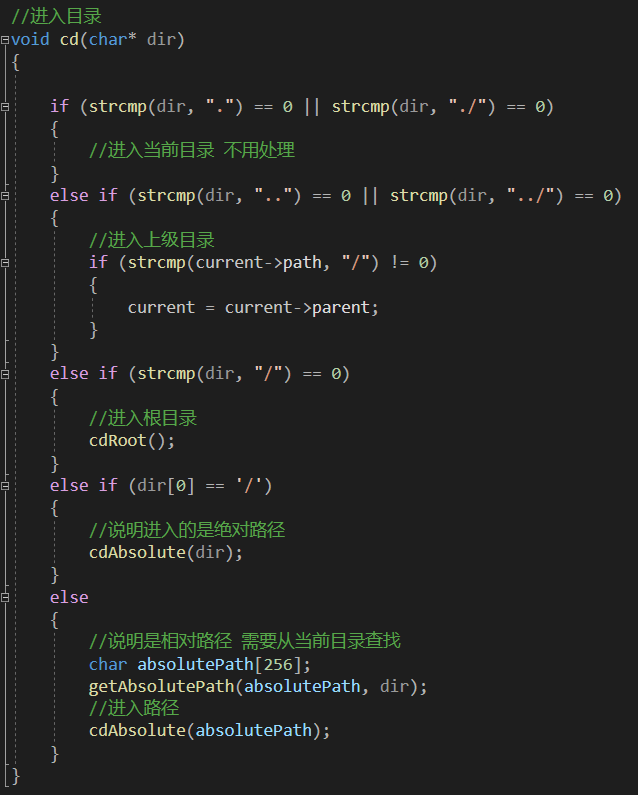 //进入目录
void cd(char* dir)
{
if (strcmp(dir, ".") == 0 || strcmp(dir, "./") == 0)
{
//进入当前目录 不用处理
}
else if (strcmp(dir, "..") == 0 || strcmp(dir, "../") == 0)
{
//进入上级目录
if (strcmp(current->path, "/") != 0)
{
current = current->parent;
}
}
else if (strcmp(dir, "/") == 0)
{
//进入根目录
cdRoot();
}
else if (dir[0] == '/')
{
//说明进入的是绝对路径
cdAbsolute(dir);
}
else
{
//说明是相对路径 需要从当前目录查找
char absolutePath[256];
getAbsolutePath(absolutePath, dir);
//进入路径
cdAbsolute(absolutePath);
}
}